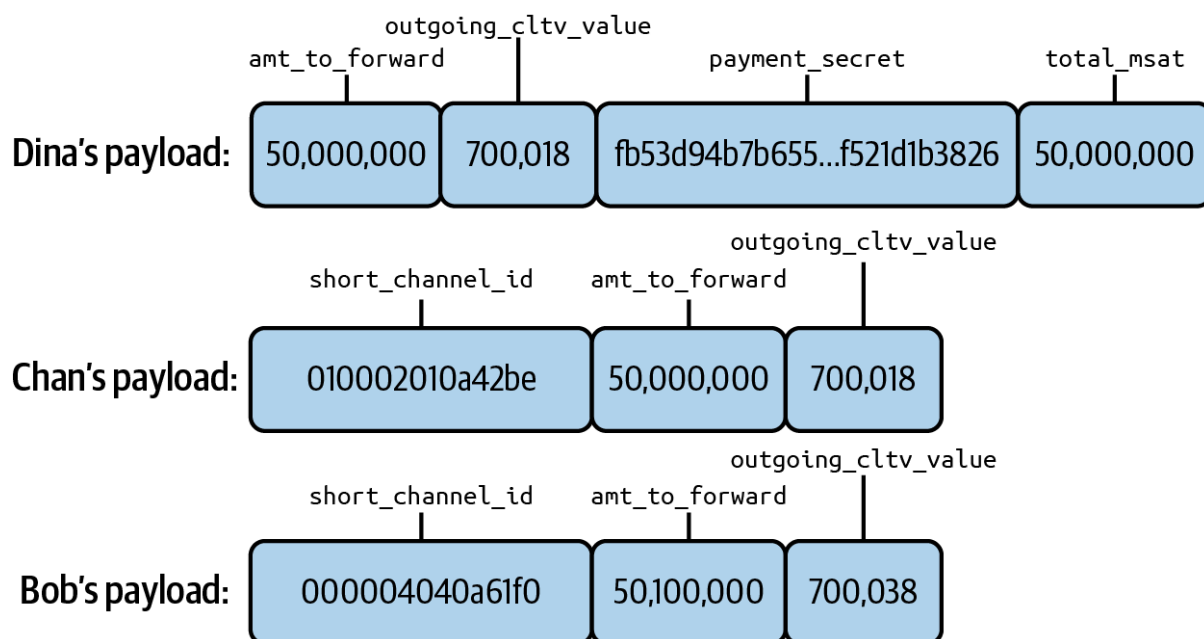 outgoing_cltv_value
amt_to_forward payment_secret total_msat
Dina's payload: 50,000,000 700,018 fb53d94b7b655...f521d1b3826 50,000,000
outgoing_cltv_value
short_channel_id amt_to_forward
Chan's payload: 010002010a42be 50,000,000 700,018
outgoing_cltv_value
short_channel_id amt_to_forward
Bob's payload: 000004040a61f0 50,100,000 700,038